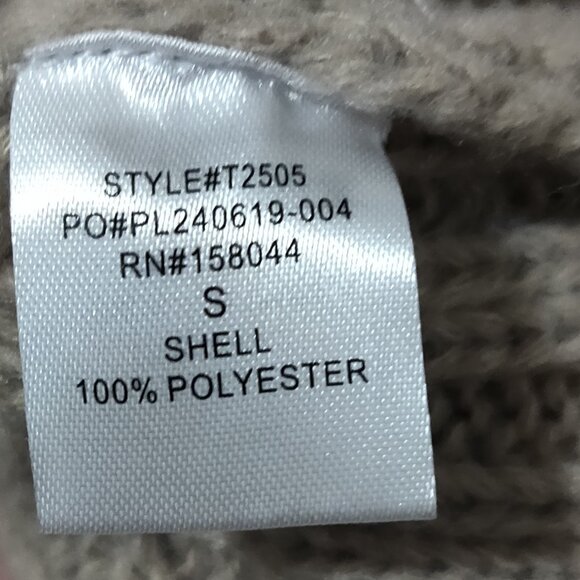 STYLE#T2505
PO#PL240619-004
RN#158044
S
SHELL
100% POLYESTER